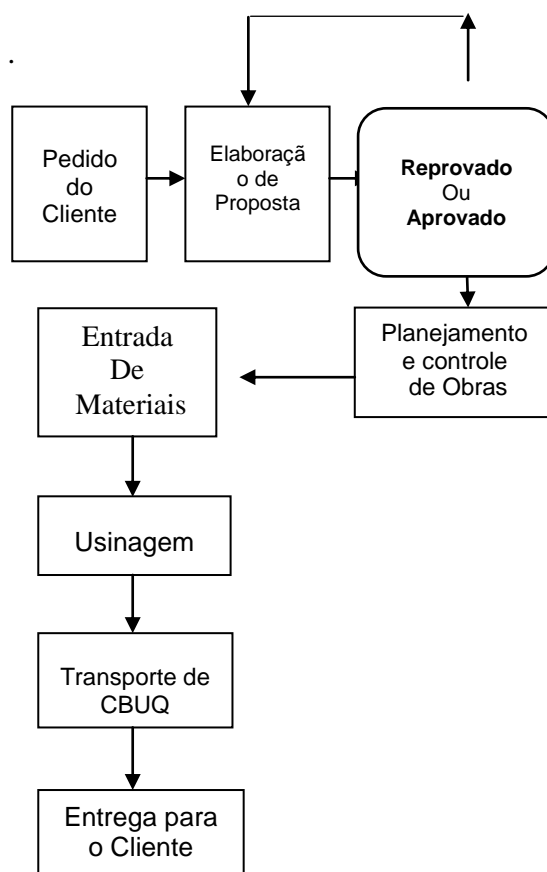 .
Pedido
do
Cliente
Elaboraçã
o de
Proposta
Reprovado
Ou
Aprovado
Planejamento
e controle
de Obras
Entrada
De
Materiais
Usinagem
Transporte de
CBUQ
Entrega para
o Cliente